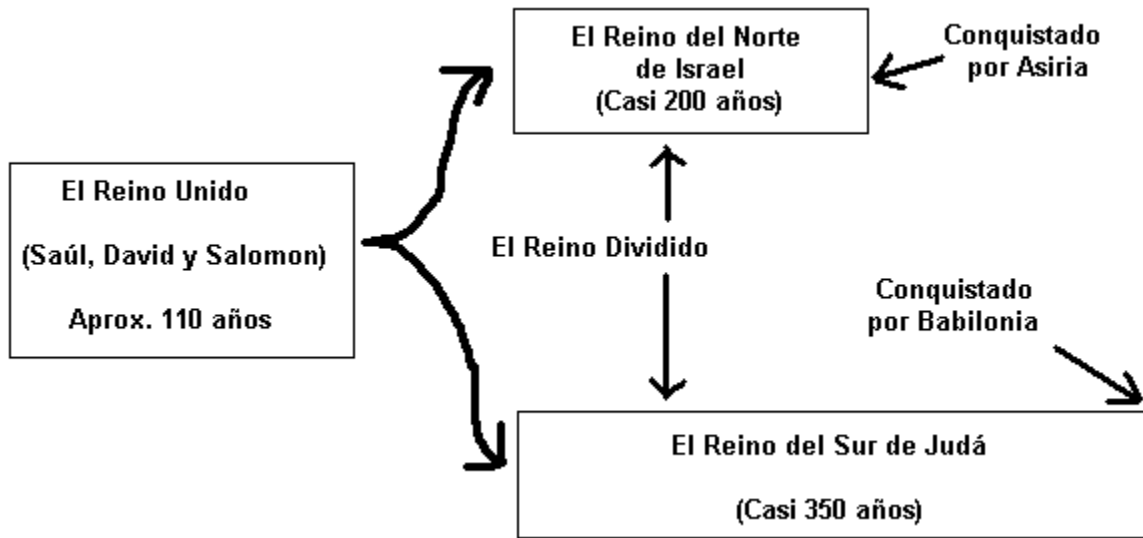 El Reino Unido
(Saúl, David y Salomon)
Aprox. 110 años
El Reino del Norte
de Israel
(Casi 200 años)
Conquistado
por Asiria
El Reino Dividido
Conquistado
por Babilonia
El Reino del Sur de Judá
(Casi 350 años)